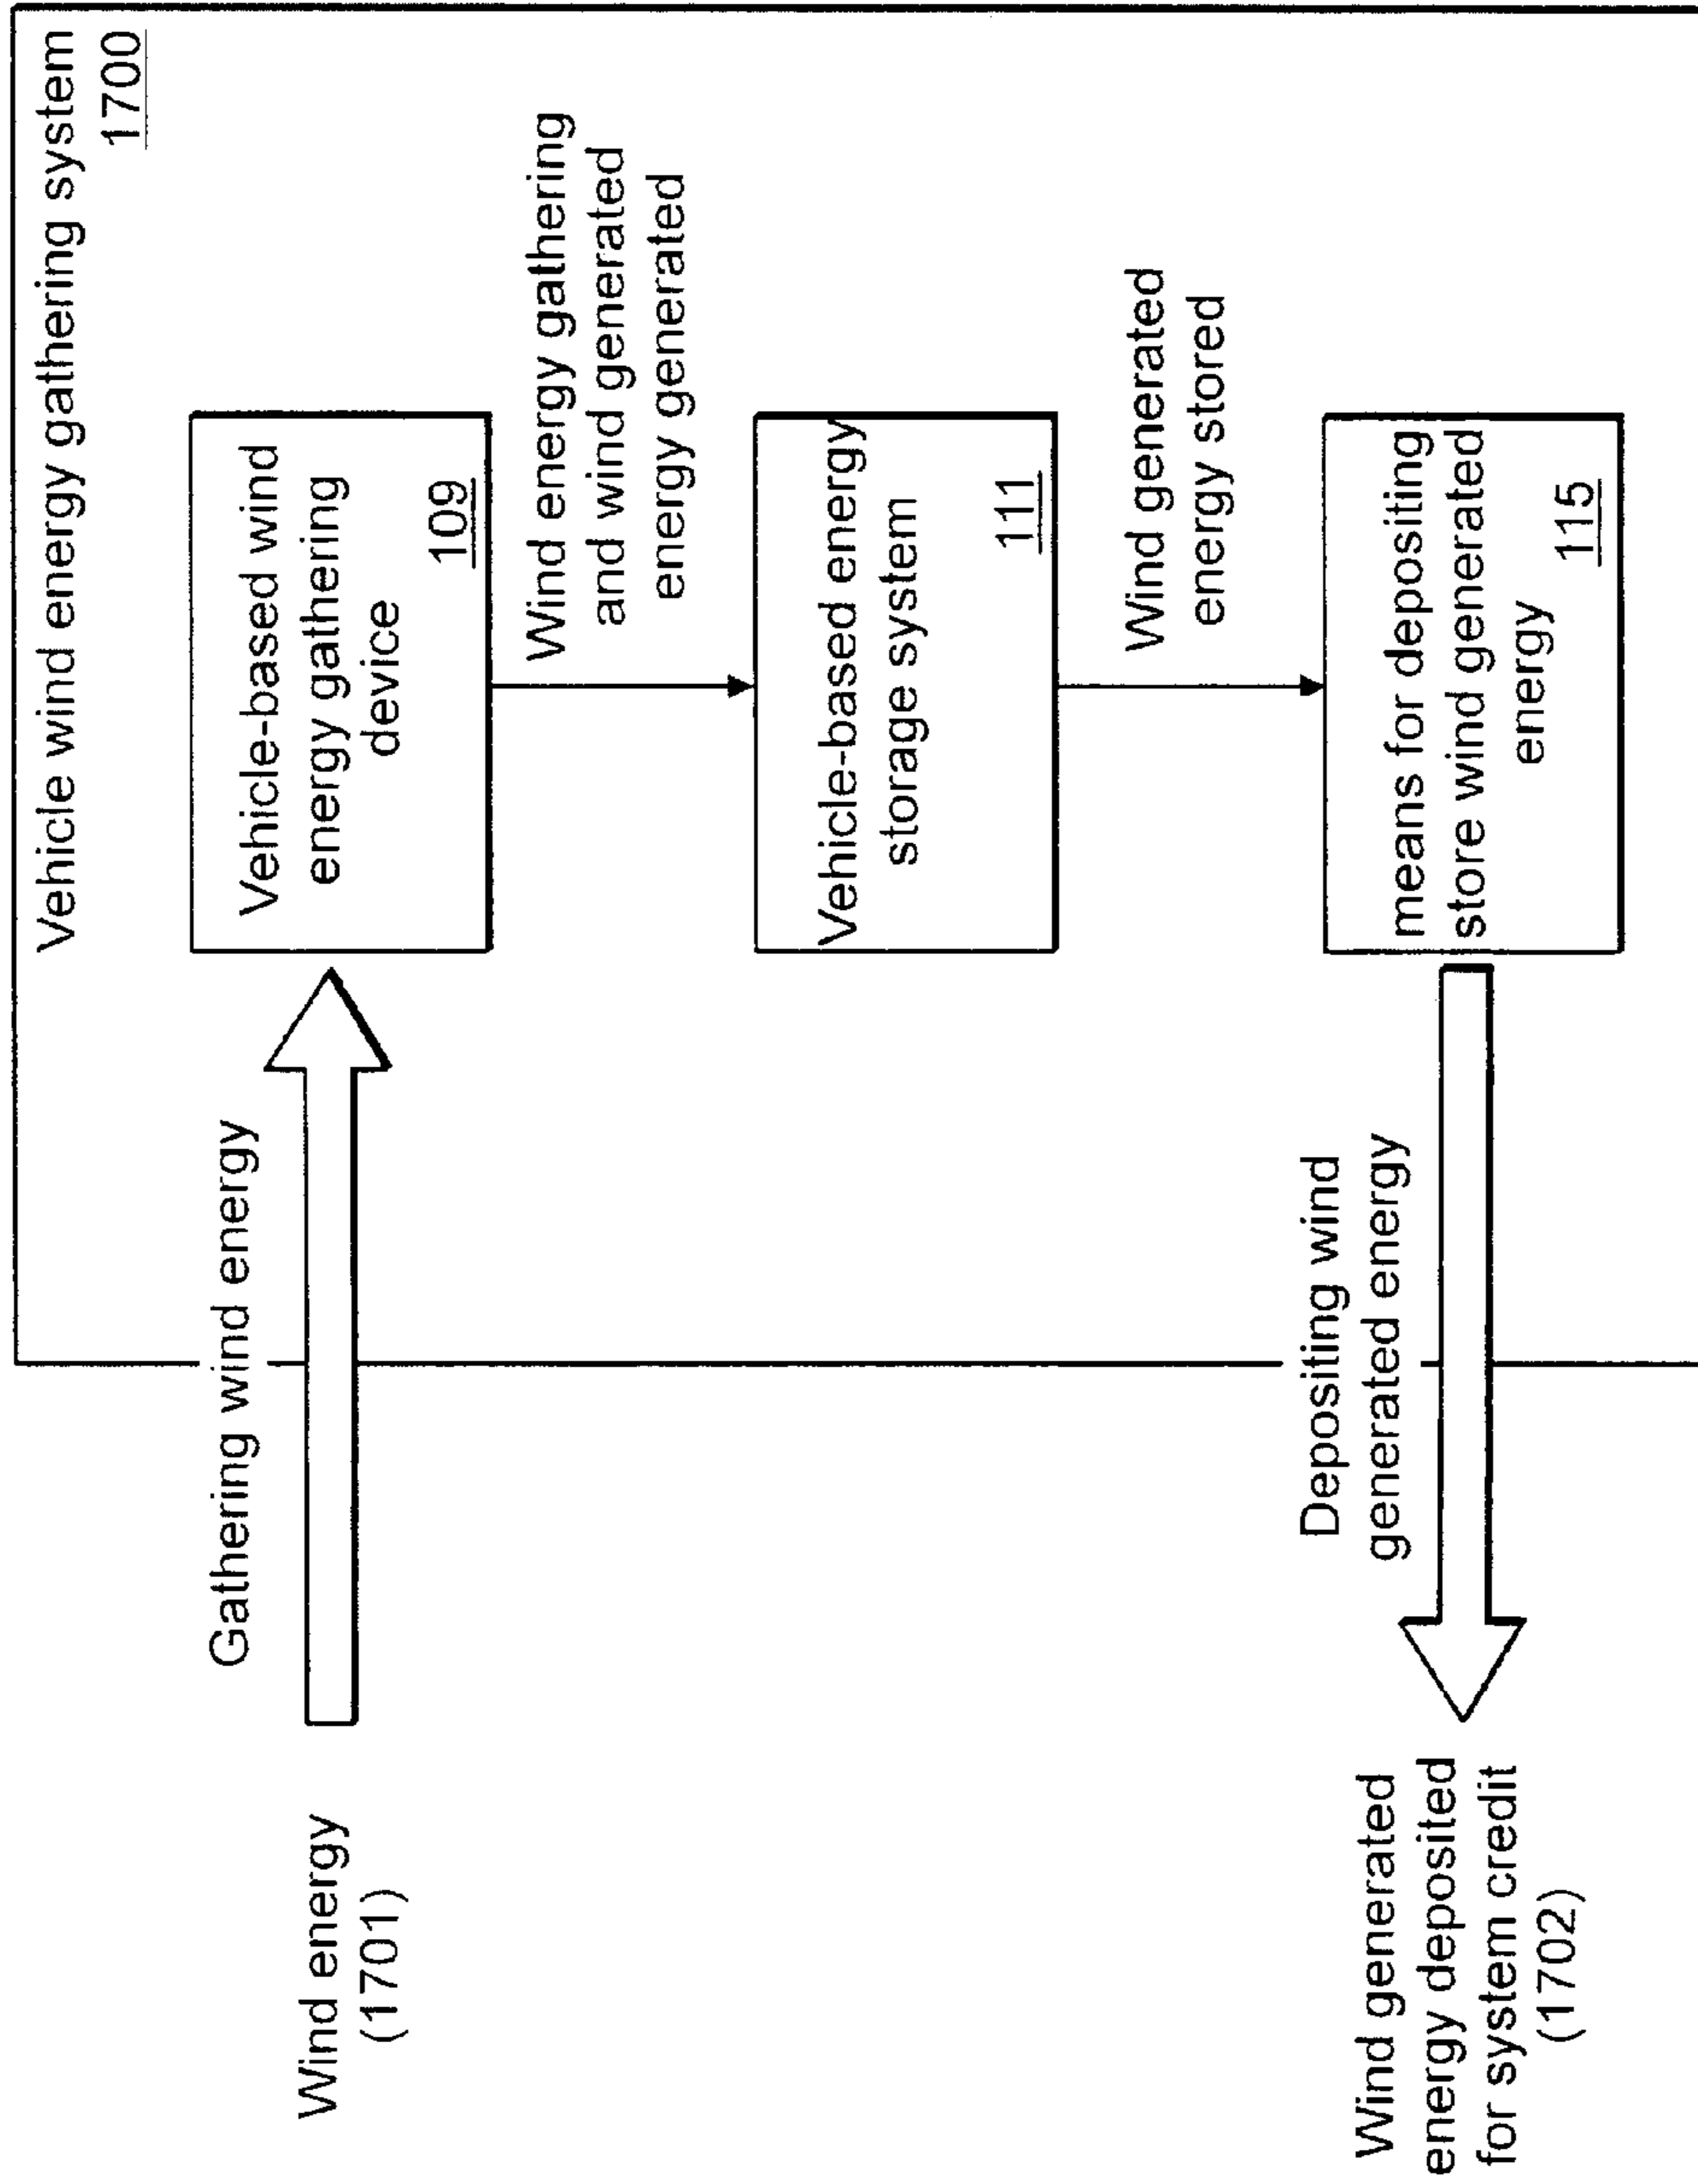 Vehicle wind energy gathering system
1700
Wind energy
(1701)
Gathering wind energy
Vehicle-based wind
energy gathering
device
109
Wind energy gathering
and wind generated
energy generated
Vehicle-based energy
storage system
111
Wind generated
energy stored
means for depositing
store wind generated
energy
115
Depositing wind
generated energy
Wind generated
energy deposited
for system credit
(1702)